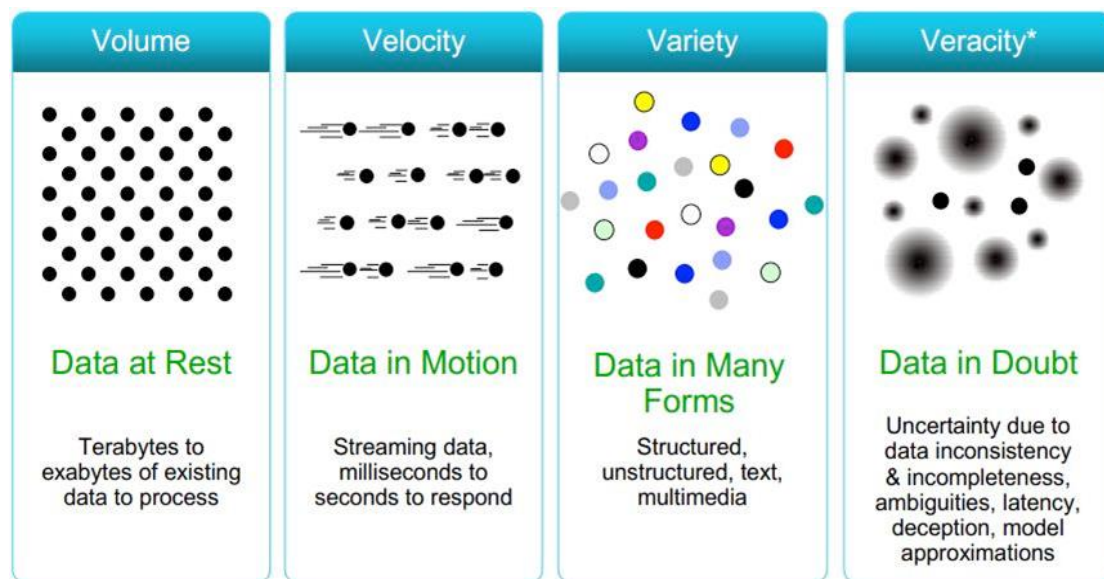 Volume
Data at Rest
Terabytes to
exabytes of existing
data to process
Velocity
Data in Motion
Streaming data,
milliseconds to
seconds to respond
Variety
Data in Many
Forms
Structured,
unstructured, text,
multimedia
Veracity*
Data in Doubt
Uncertainty due to
data inconsistency
& incompleteness,
ambiguities, latency,
deception, model
approximations